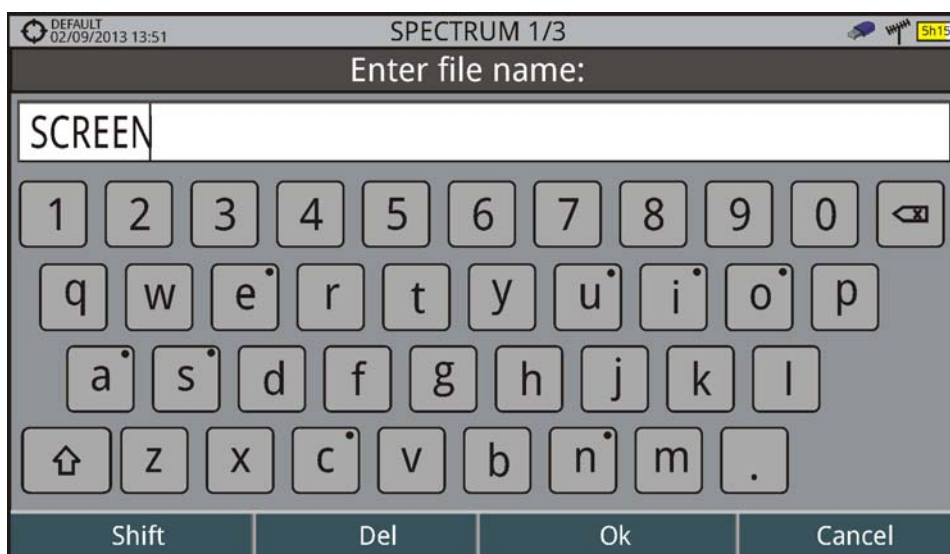 DEFAULT
02/09/2013 13:51
SPECTRUM 1/3
5h15
Enter file name:
SCREEN
1 2 3 4 5 6 7 8 9 0
q w e r t y u i o p
a s d f g h j k l
z x c v b n m .
Shift Del Ok Cancel